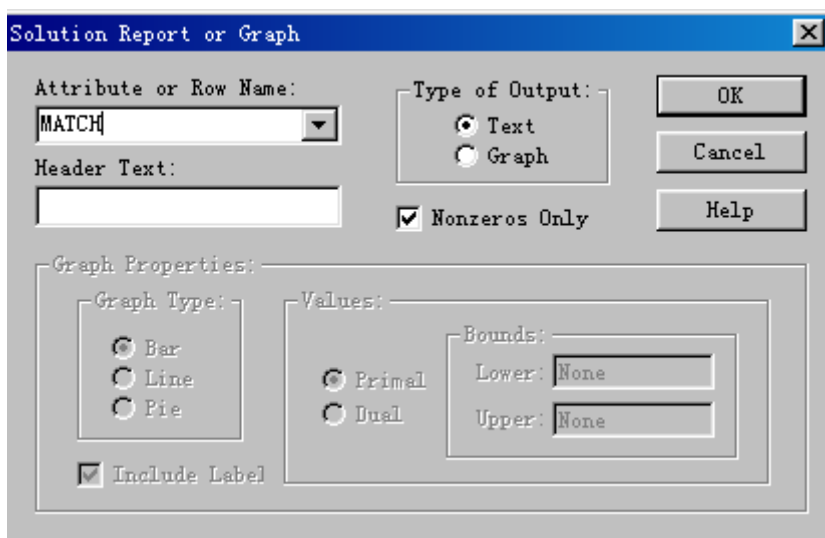 Solution Report or Graph
Attribute or Row Name:
MATCH
Header Text:
Type of Output:
Text
Graph
Nonzeros Only
OK
Cancel
Help
Graph Properties:
Graph Type:
Bar
Line
Pie
Include Label
Values:
Primal
Dual
Bounds:
Lower: None
Upper: None